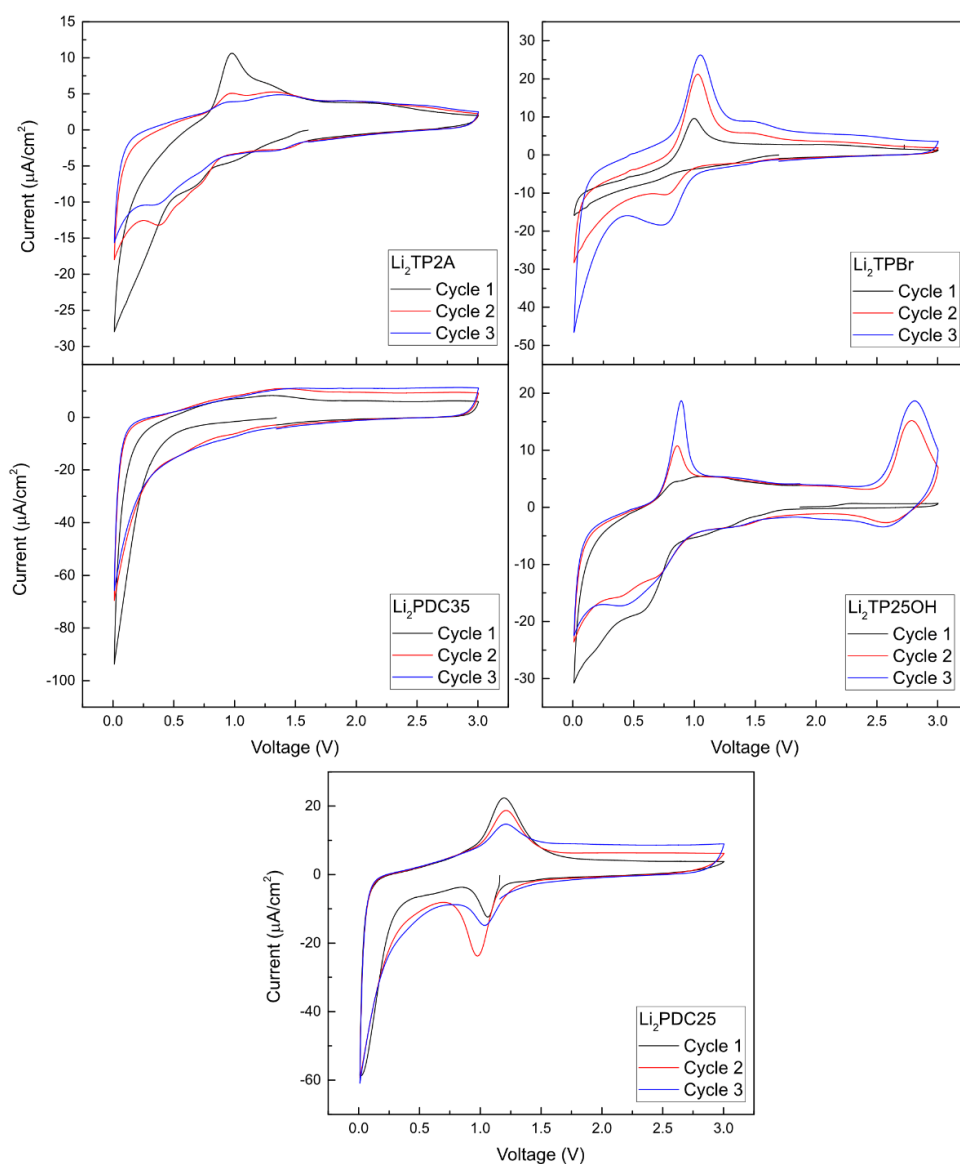 15
10
5
0
-5
-10
-15
-20
-25
-30
Current (µA/cm²)
Li₂TP2A
Cycle 1
Cycle 2
Cycle 3
30
20
10
0
-10
-20
-30
-40
-50
Li₂TPBr
Cycle 1
Cycle 2
Cycle 3
0
-20
-40
-60
-80
-100
Current (µA/cm²)
Li₂PDC35
Cycle 1
Cycle 2
Cycle 3
0.0 0.5 1.0 1.5 2.0 2.5 3.0
Voltage (V)
20
10
0
-10
-20
-30
Li₂TP25OH
Cycle 1
Cycle 2
Cycle 3
0.0 0.5 1.0 1.5 2.0 2.5 3.0
Voltage (V)
20
0
-20
-40
-60
Current (µA/cm²)
Li₂PDC25
Cycle 1
Cycle 2
Cycle 3
0.0 0.5 1.0 1.5 2.0 2.5 3.0
Voltage (V)